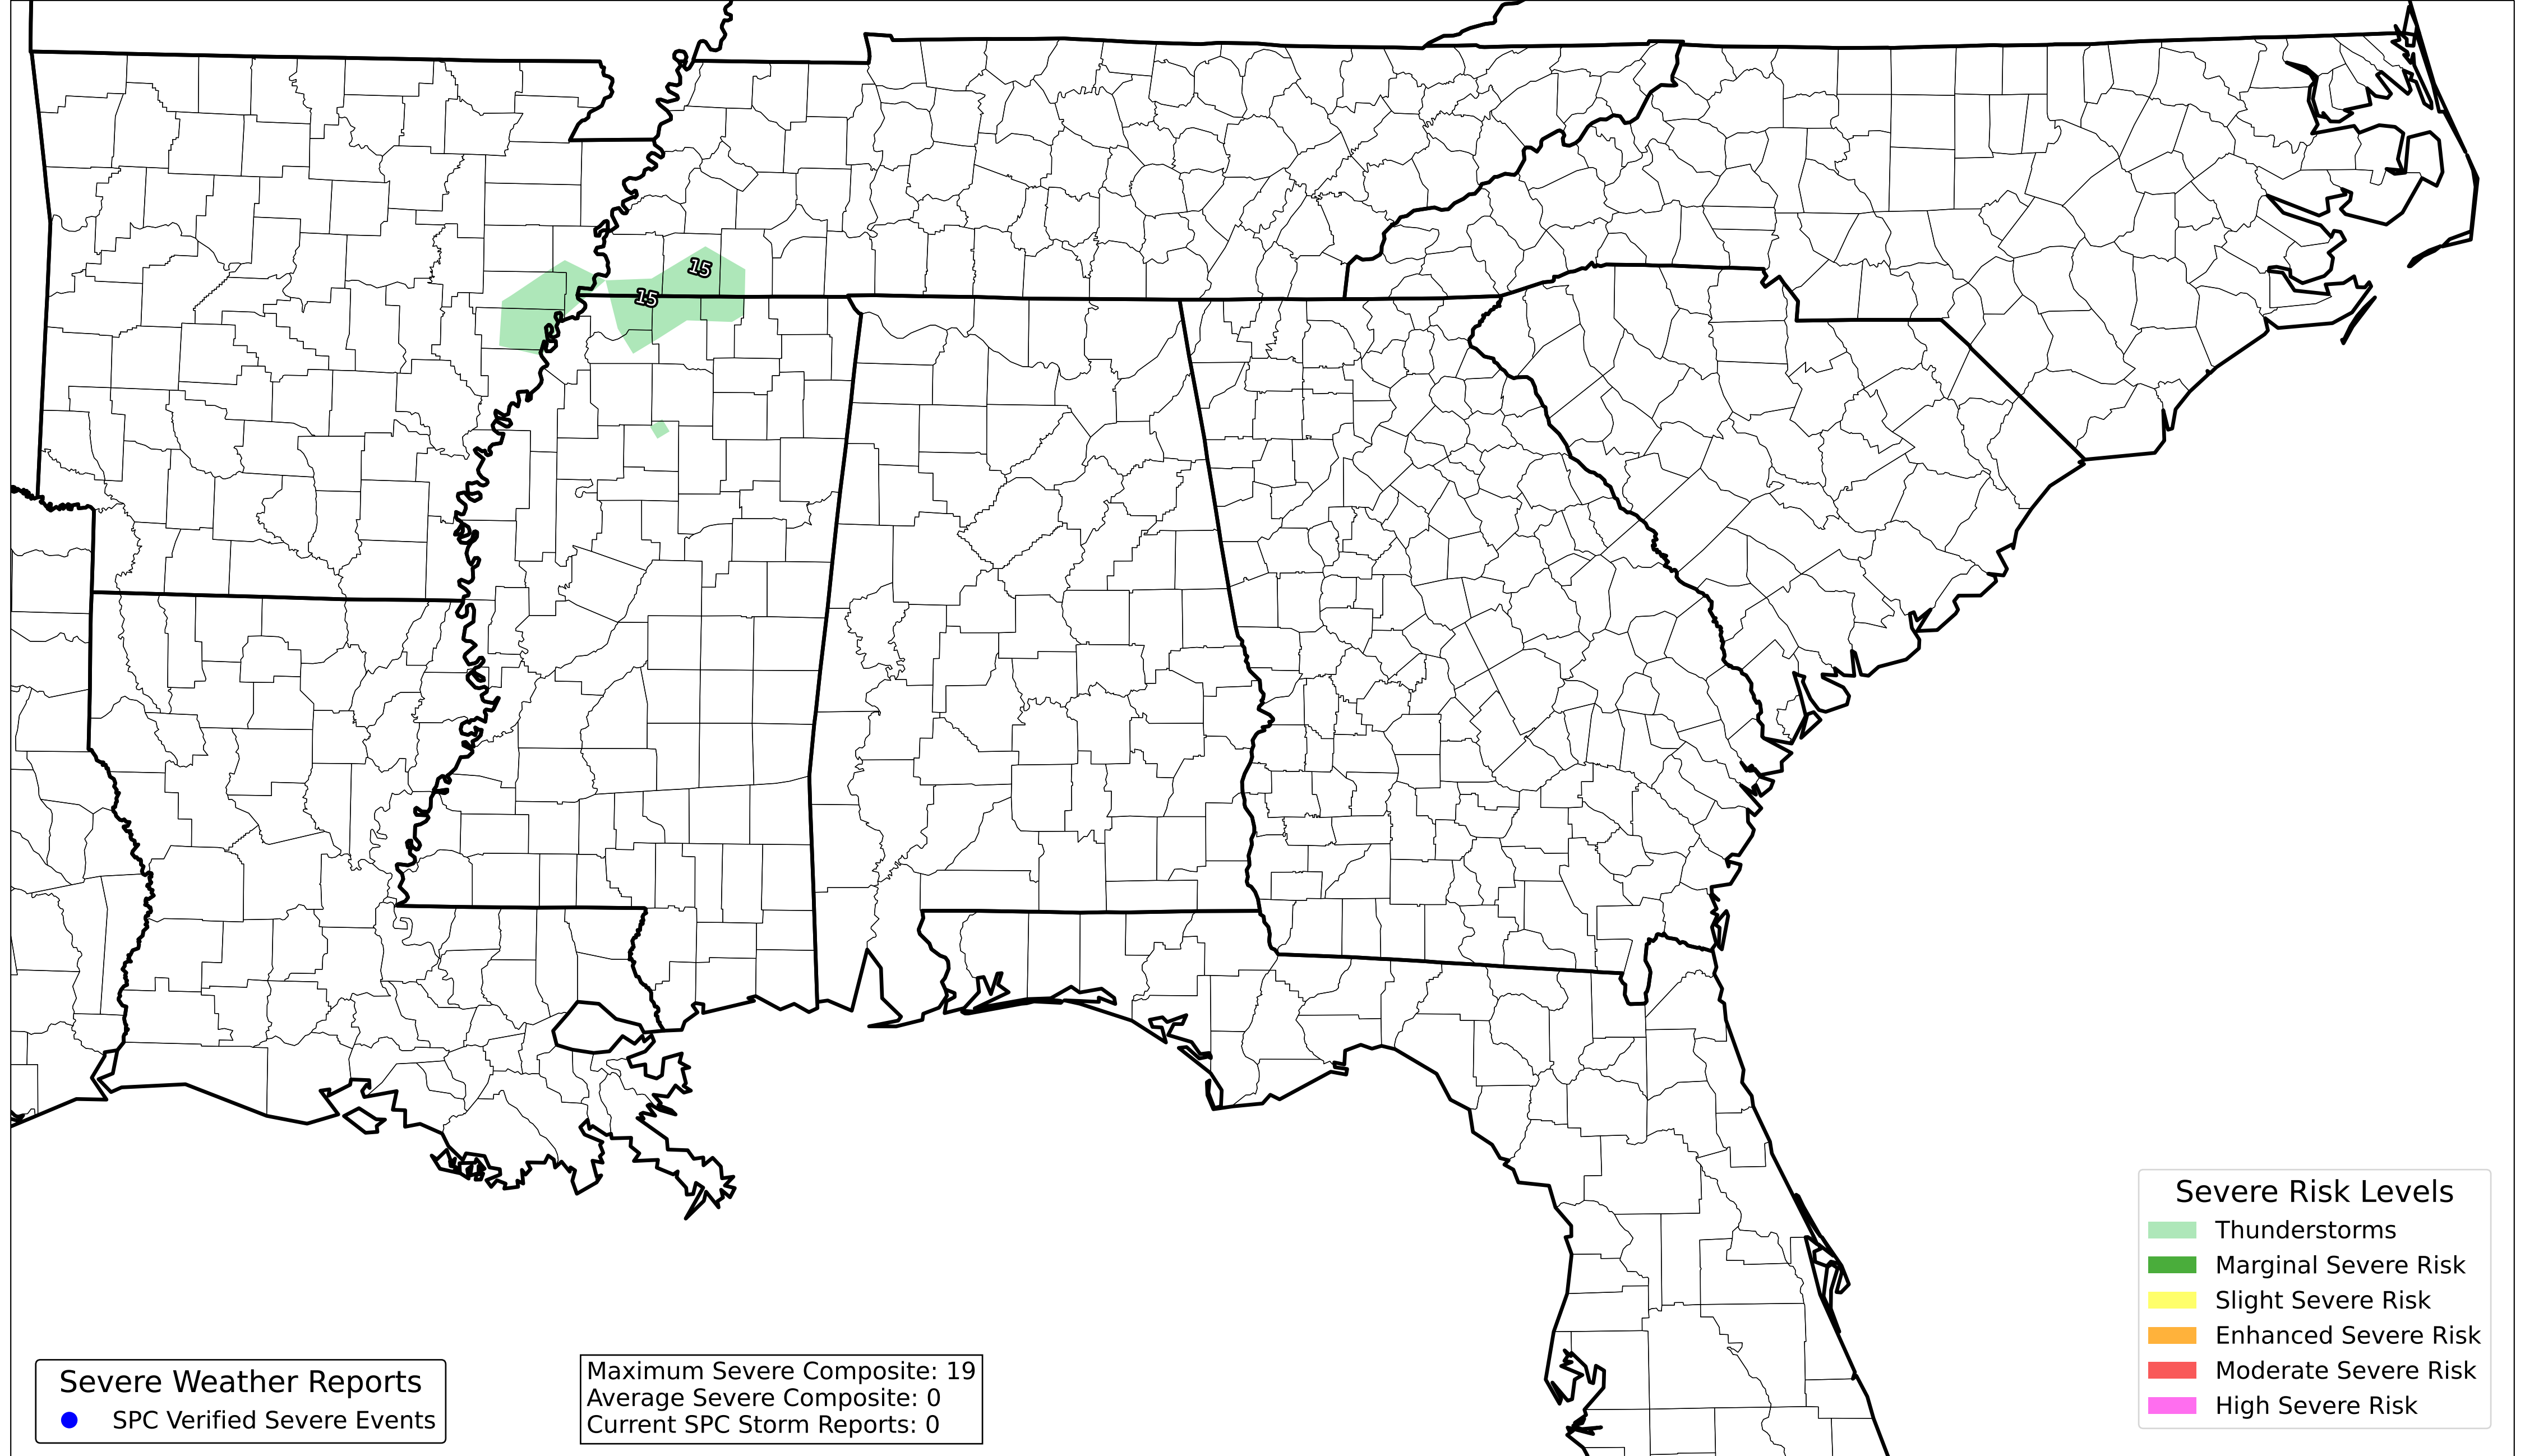 15
15
Severe Weather Reports
SPC Verified Severe Events
Maximum Severe Composite: 19
Average Severe Composite: 0
Current SPC Storm Reports: 0
Severe Risk Levels
Thunderstorms
Marginal Severe Risk
Slight Severe Risk
Enhanced Severe Risk
Moderate Severe Risk
High Severe Risk